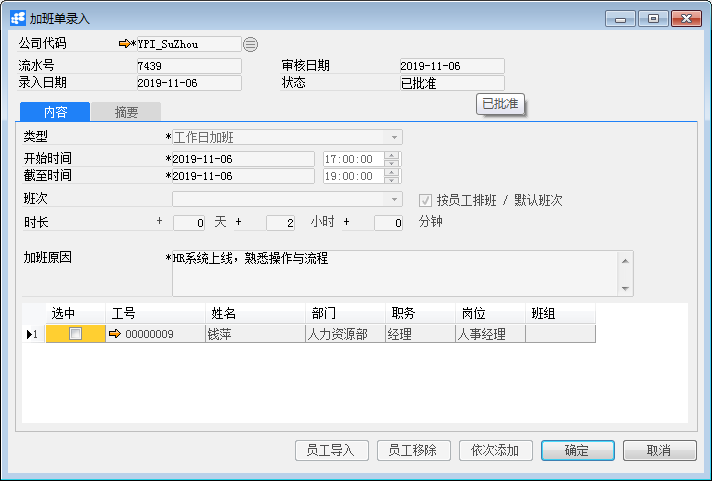 加班单录入
公司代码 *YPI_SuZhou
流水号 7439 审核日期 2019-11-06
录入日期 2019-11-06 状态 已批准
已批准
内容 摘要
类型 *工作日加班
开始时间 *2019-11-06 17:00:00
截至时间 *2019-11-06 19:00:00
班次 按员工排班 / 默认班次
时长 + 0 天 + 2 小时 + 0 分钟
加班原因 *HR系统上线，熟悉操作与流程
选中 工号 姓名 部门 职务 岗位 班组
1 00000009 钱萍 人力资源部 经理 人事经理
员工导入 员工移除 依次添加 确定 取消